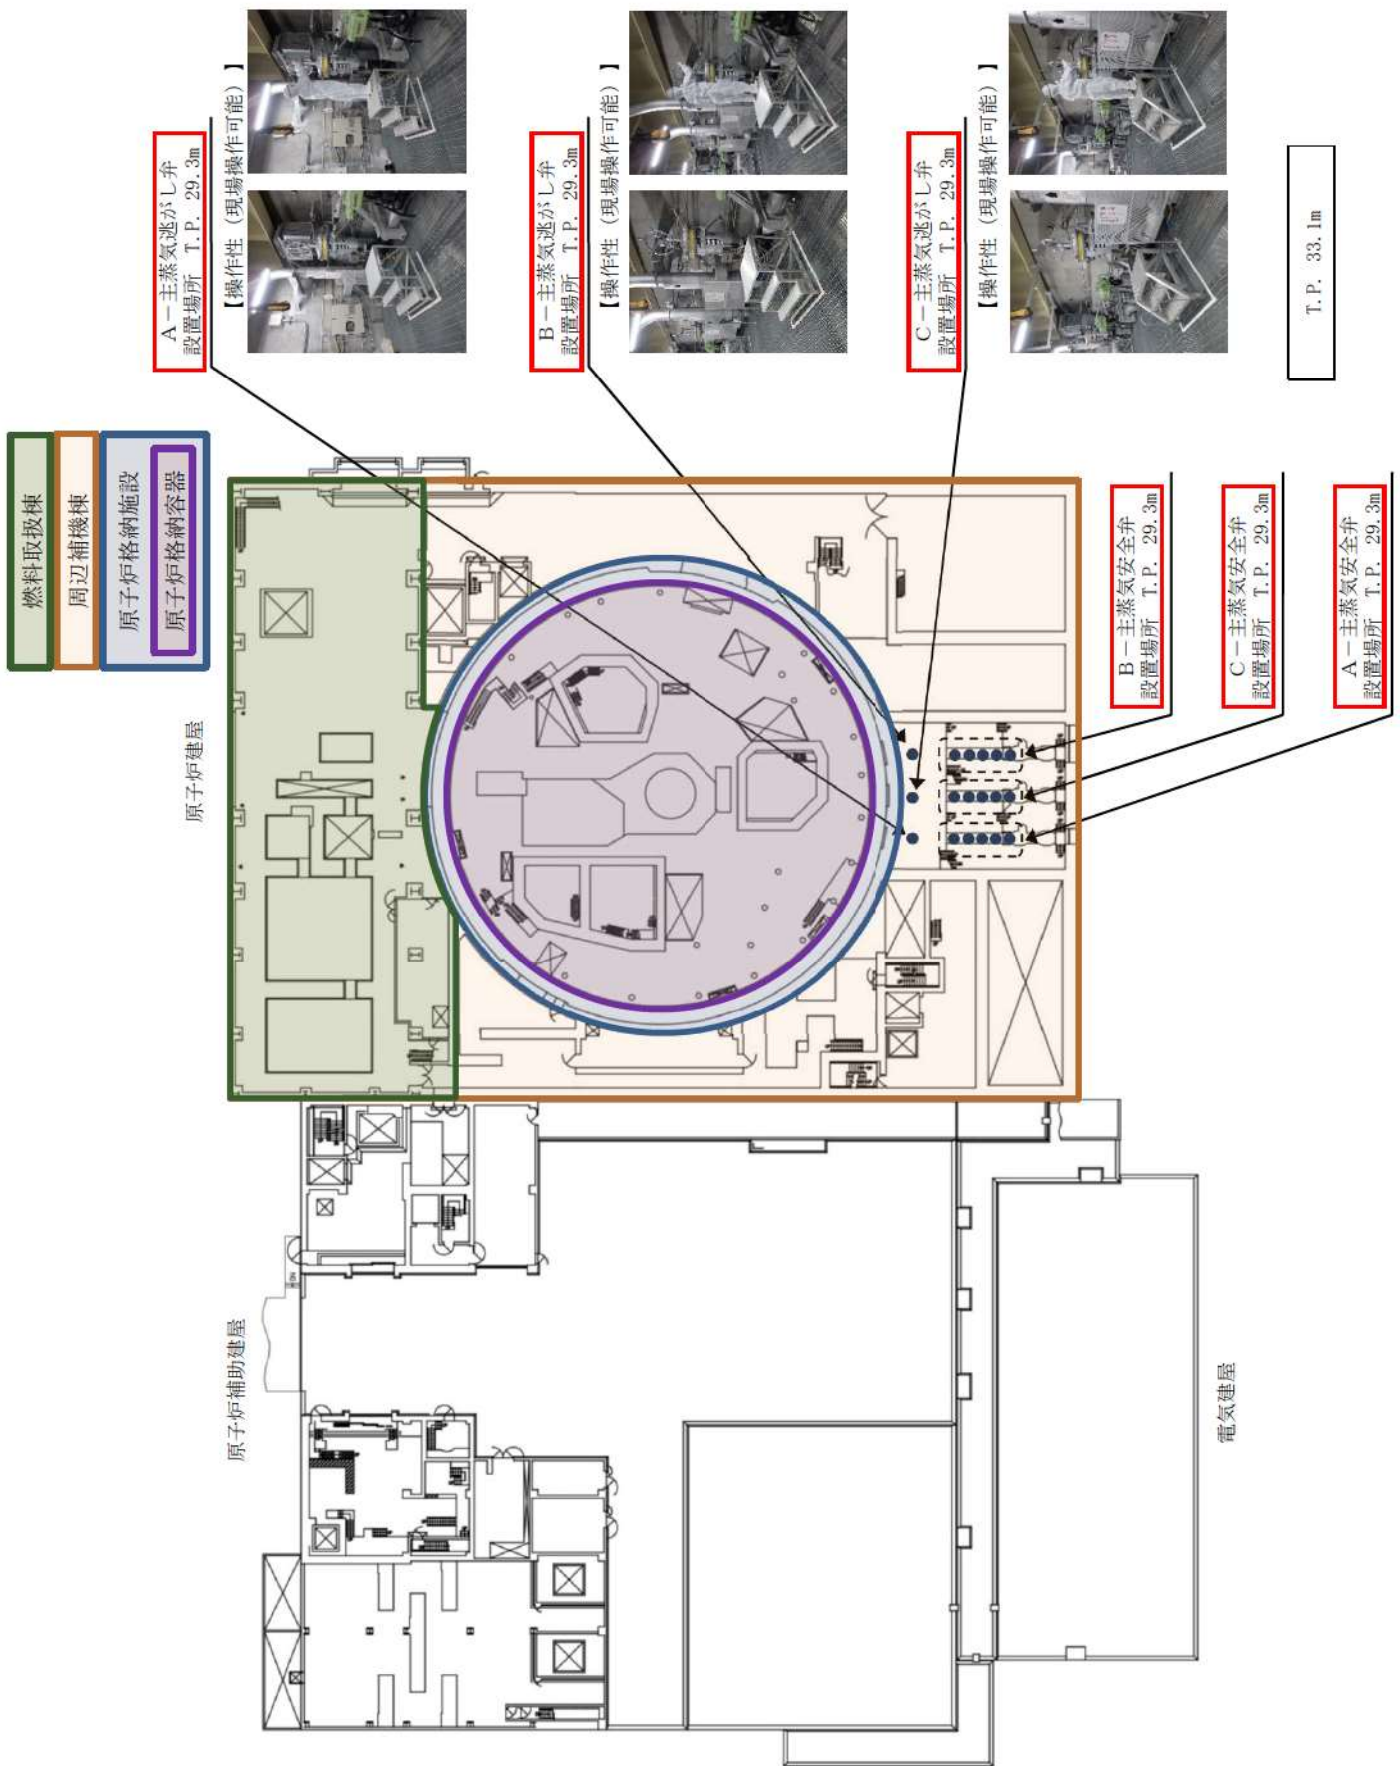 燃料取扱棟
周辺補機棟
原子炉格納施設
原子炉格納容器
原子炉建屋
原子炉補助建屋
電気建屋
A－主蒸気逃がし弁
設置場所 T.P. 29.3m
【操作性（現場操作可能）】
B－主蒸気逃がし弁
設置場所 T.P. 29.3m
【操作性（現場操作可能）】
C－主蒸気逃がし弁
設置場所 T.P. 29.3m
【操作性（現場操作可能）】
B－主蒸気安全弁
設置場所 T.P. 29.3m
C－主蒸気安全弁
設置場所 T.P. 29.3m
A－主蒸気安全弁
設置場所 T.P. 29.3m
T.P. 33.1m